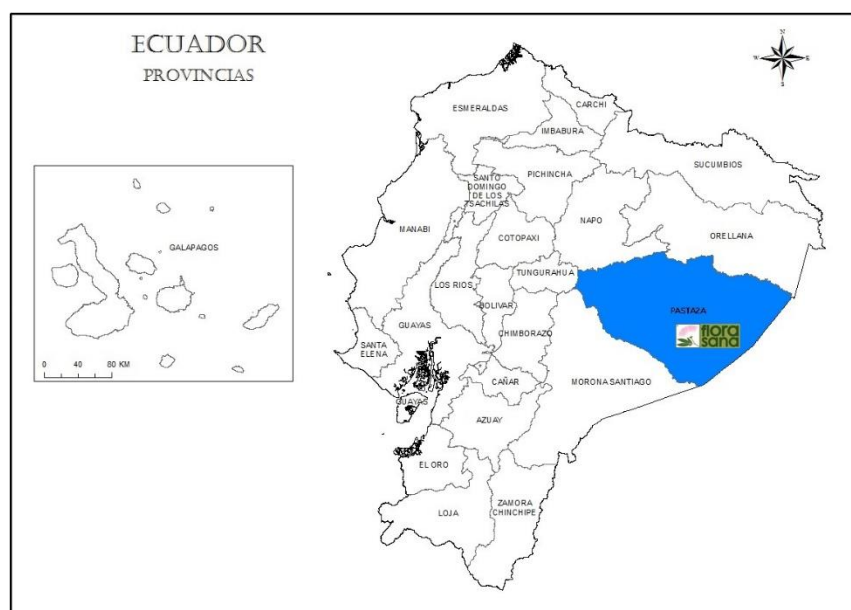 ECUADOR
PROVINCIAS
N
ESMERALDAS
CARCHI
IMBABURA
SUCUMBIOS
PICHINCHA
SANTO
DOMINGO
DE LOS
TSACHILAS
NAPO
MANABI
ORELLANA
COTOPAXI
GALAPAGOS
TUNGURAHUA
LOS RIOS
BOLIVAR
PASTAZA
flora
sana
GUAYAS
CHIMBORAZO
SANTA
ELENA
0 40 80 KM
CAÑAR
MORONA SANTIAGO
GUAYAS
AZUAY
EL ORO
ZAMORA
CHINCHIPE
LOJA